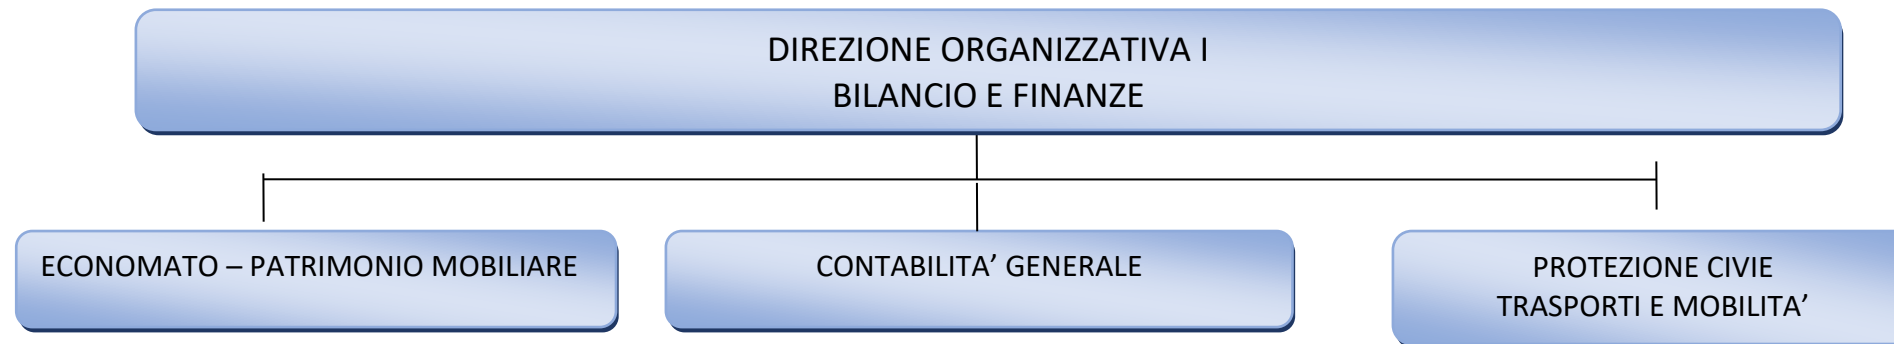 DIREZIONE ORGANIZZATIVA I
BILANCIO E FINANZE
ECONOMATO – PATRIMONIO MOBILIARE
CONTABILITA’ GENERALE
PROTEZIONE CIVIE
TRASPORTI E MOBILITA’